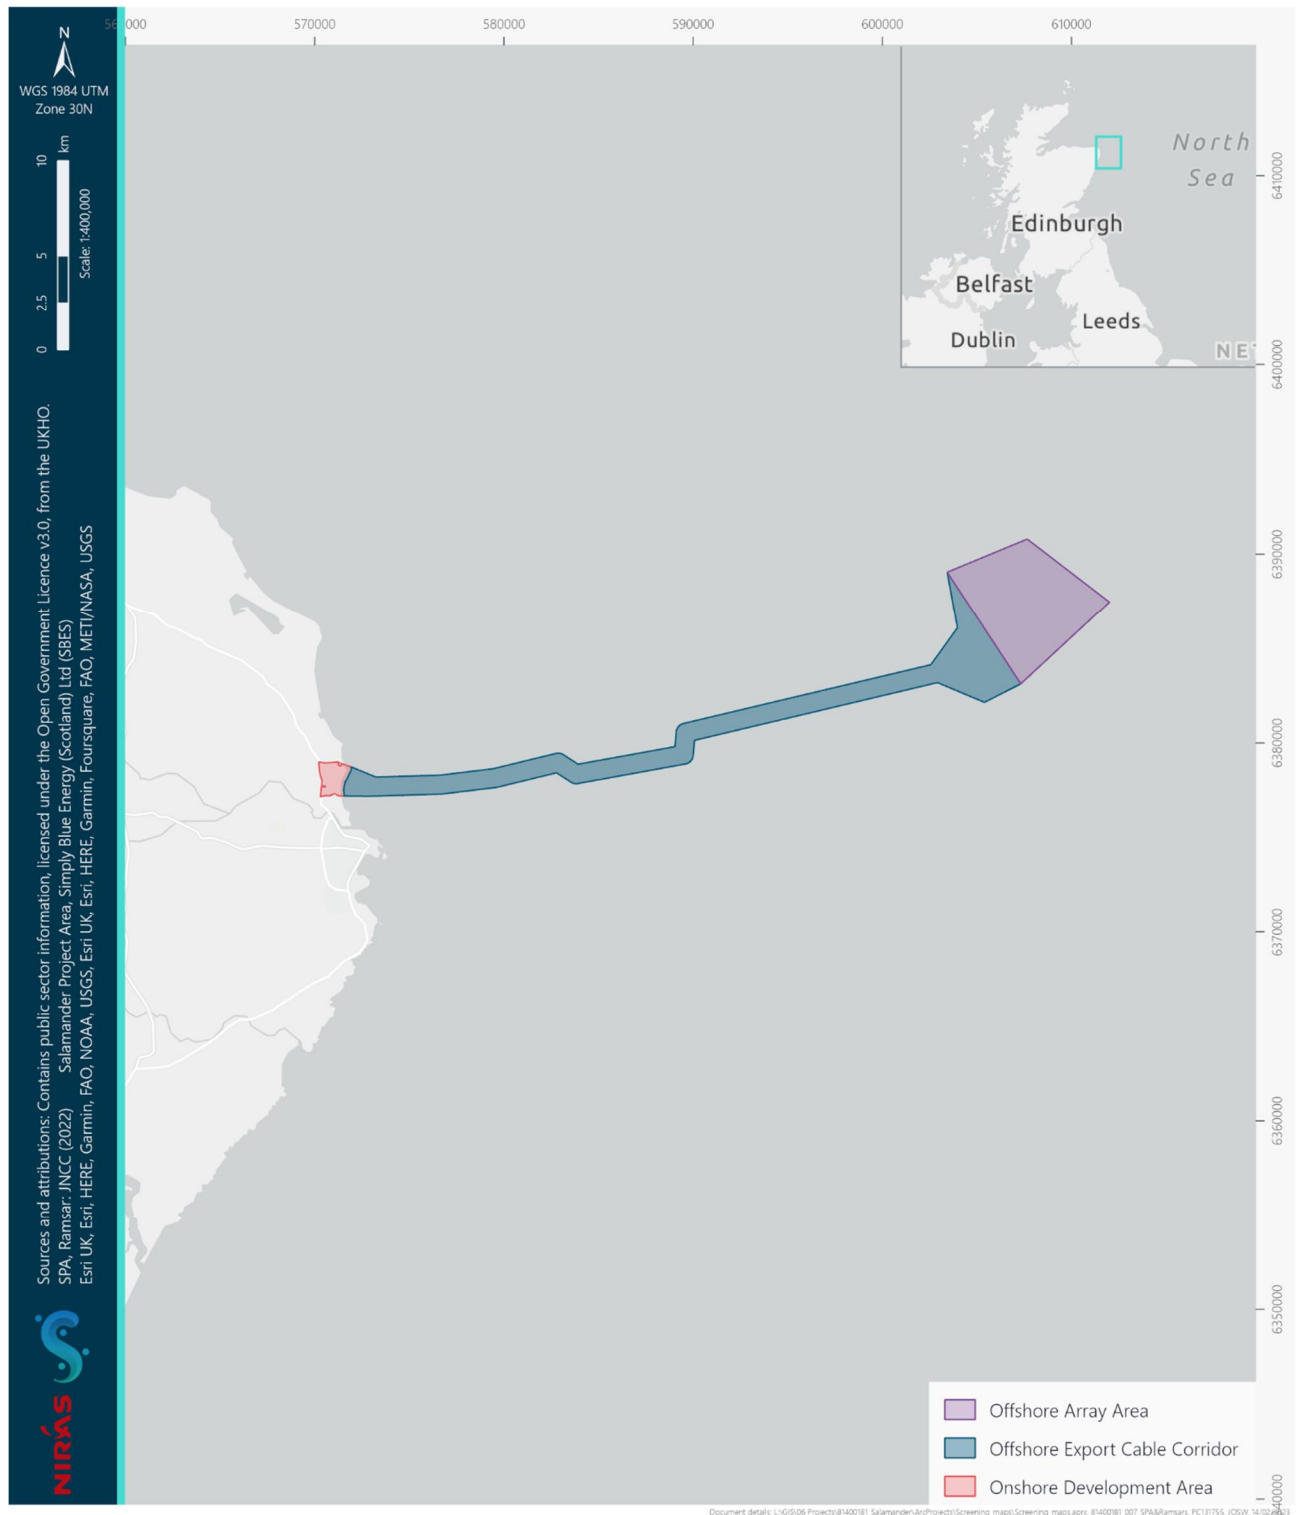 570000
580000
590000
600000
610000
N
WGS 1984 UTM
Zone 30N
km
10
5
2.5
0
Scale: 1:400,000
Sources and attributions: Contains public sector information, licensed under the Open Government Licence v3.0, from the UKHO.
SPA, Ramsar: JNCC (2022) Salamander Project Area, Simply Blue Energy (Scotland) Ltd (SBES)
Esri UK, Esri, HERE, Garmin, FAO, NOAA, USGS, Esri UK, Esri, HERE, Garmin, Foursquare, FAO, METI/NASA, USGS
NIRAS
North
Sea
Edinburgh
Belfast
Leeds
Dublin
NE
6410000
6400000
6390000
6380000
6370000
6360000
6350000
Offshore Array Area
Offshore Export Cable Corridor
Onshore Development Area